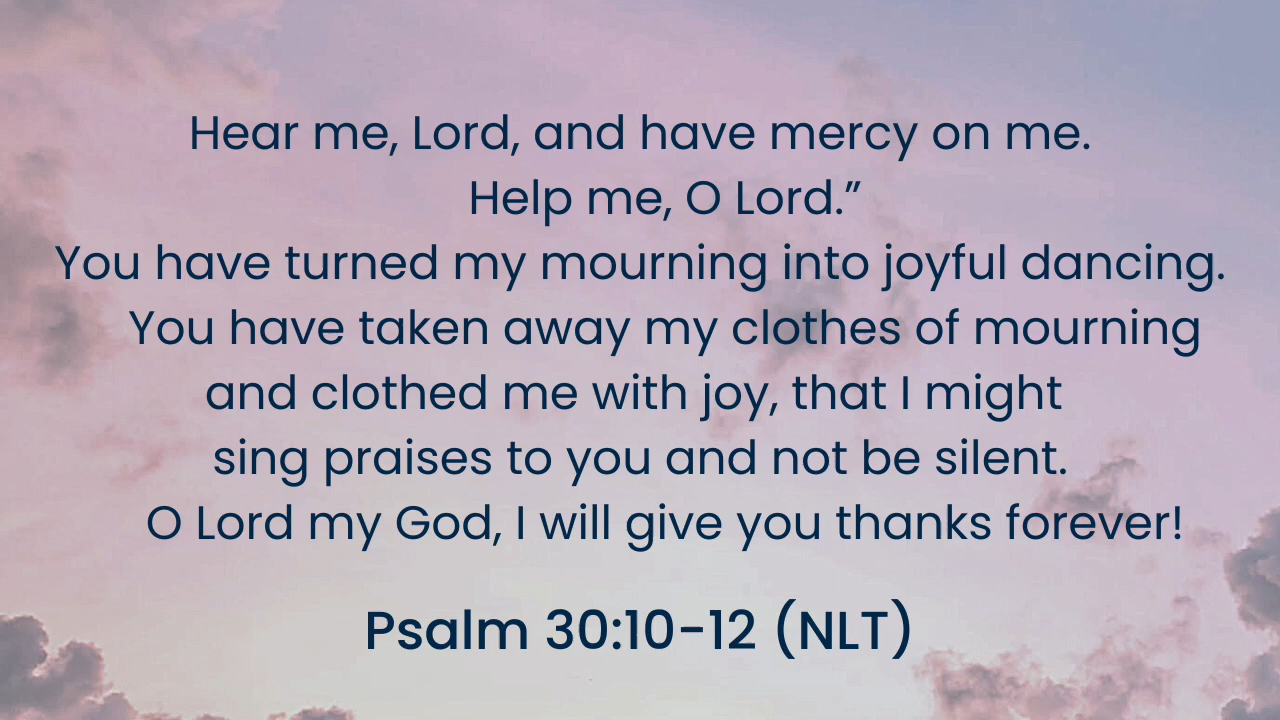 Hear me, Lord, and have mercy on me.
Help me, O Lord.”
You have turned my mourning into joyful dancing.
You have taken away my clothes of mourning
and clothed me with joy, that I might
sing praises to you and not be silent.
O Lord my God, I will give you thanks forever!
Psalm 30:10-12 (NLT)